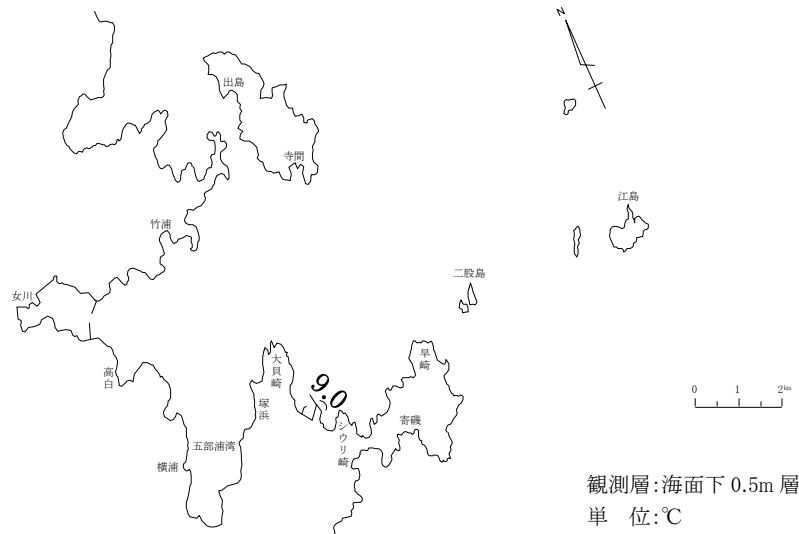 N
出島
寺間
江島
竹浦
二股島
女川
早崎
大貝崎
高白
9.0
0 1 2km
塚浜
寄磯
シウリ崎
五部浦湾
横浦
観測層:海面下 0.5m 層
単 位:℃